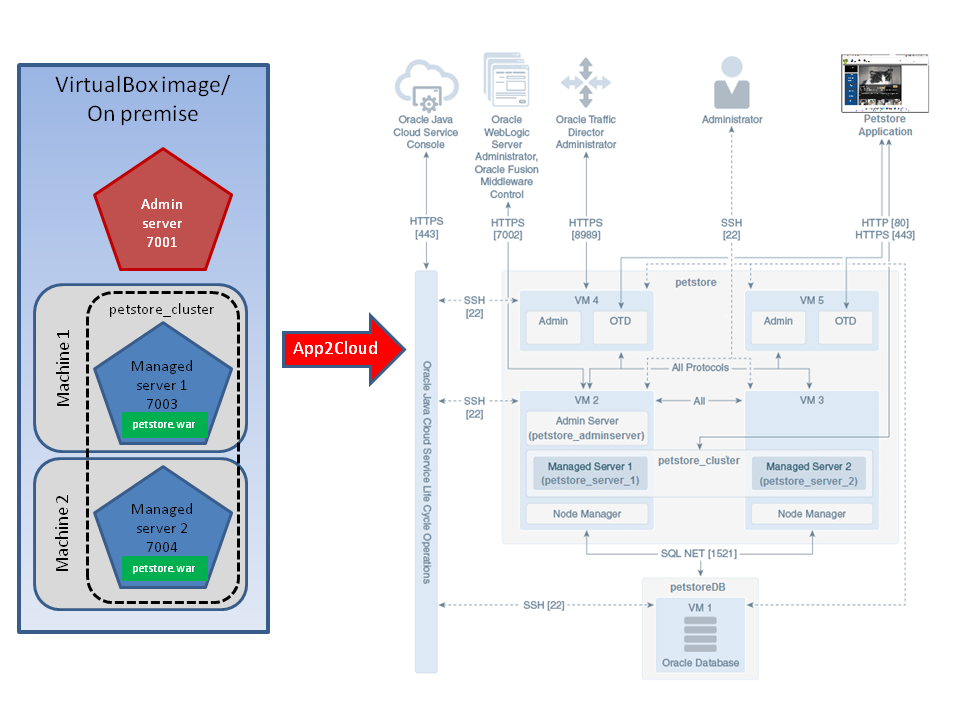 VirtualBox image/
On premise
Admin
server
7001
Machine 1
petstore_cluster
Managed
server 1
7003
petstore.war
Machine 2
Managed
server 2
7004
petstore.war
App2Cloud
Oracle Java
Cloud Service
Console
Oracle
WebLogic
Server
Administrator,
Oracle Fusion
Middleware
Control
Oracle Traffic
Director
Administrator
Administrator
Petstore
Application
HTTPS
[443]
HTTPS
[7002]
HTTPS
[8989]
SSH
[22]
HTTP [80]
HTTPS [443]
Oracle Java Cloud Service Life Cycle Operations
petstore
SSH
[22]
VM 4
Admin
OTD
VM 5
Admin
OTD
All Protocols
SSH
[22]
VM 2
All
VM 3
Admin Server
(petstore_adminserver)
petstore_cluster
Managed Server 1
(petstore_server_1)
Managed Server 2
(petstore_server_2)
Node Manager
Node Manager
SQL NET [1521]
petstoreDB
SSH [22]
VM 1
Oracle Database